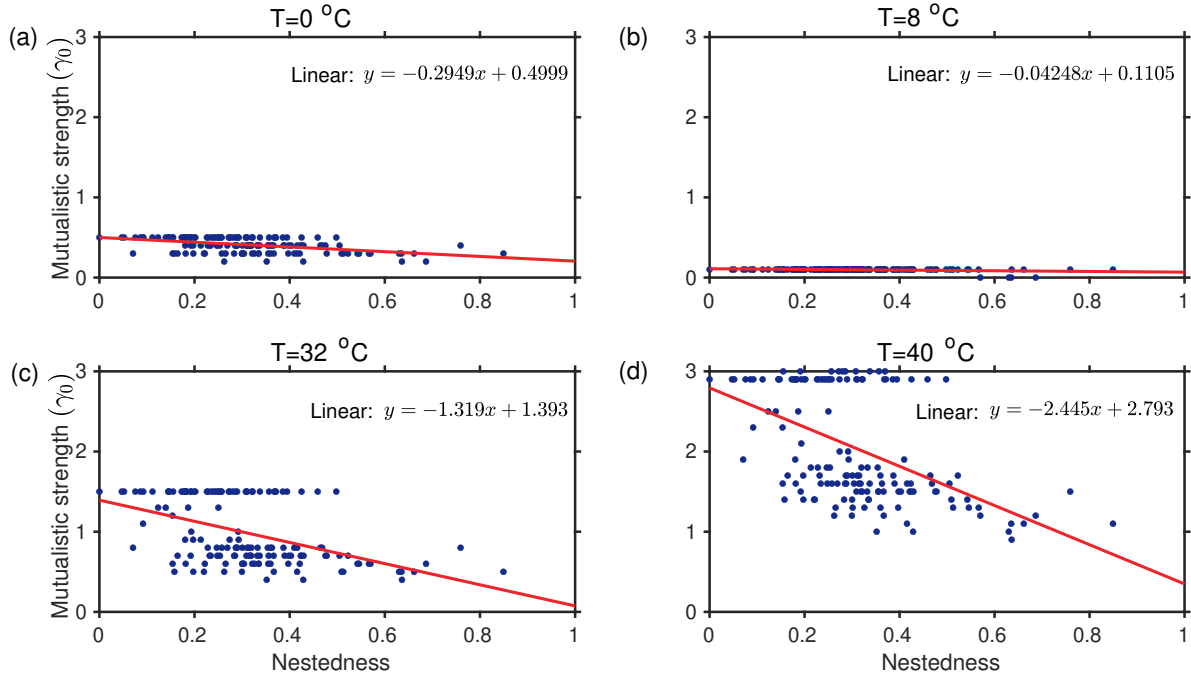 T=0 °C
(a)
Linear: y = −0.2949x + 0.4999
Mutualistic strength (γ₀)
3
2
1
0
0 0.2 0.4 0.6 0.8 1
T=8 °C
(b)
Linear: y = −0.04248x + 0.1105
3
2
1
0
0 0.2 0.4 0.6 0.8 1
T=32 °C
(c)
Linear: y = −1.319x + 1.393
Mutualistic strength (γ₀)
3
2
1
0
0 0.2 0.4 0.6 0.8 1
Nestedness
T=40 °C
(d)
Linear: y = −2.445x + 2.793
3
2
1
0
0 0.2 0.4 0.6 0.8 1
Nestedness